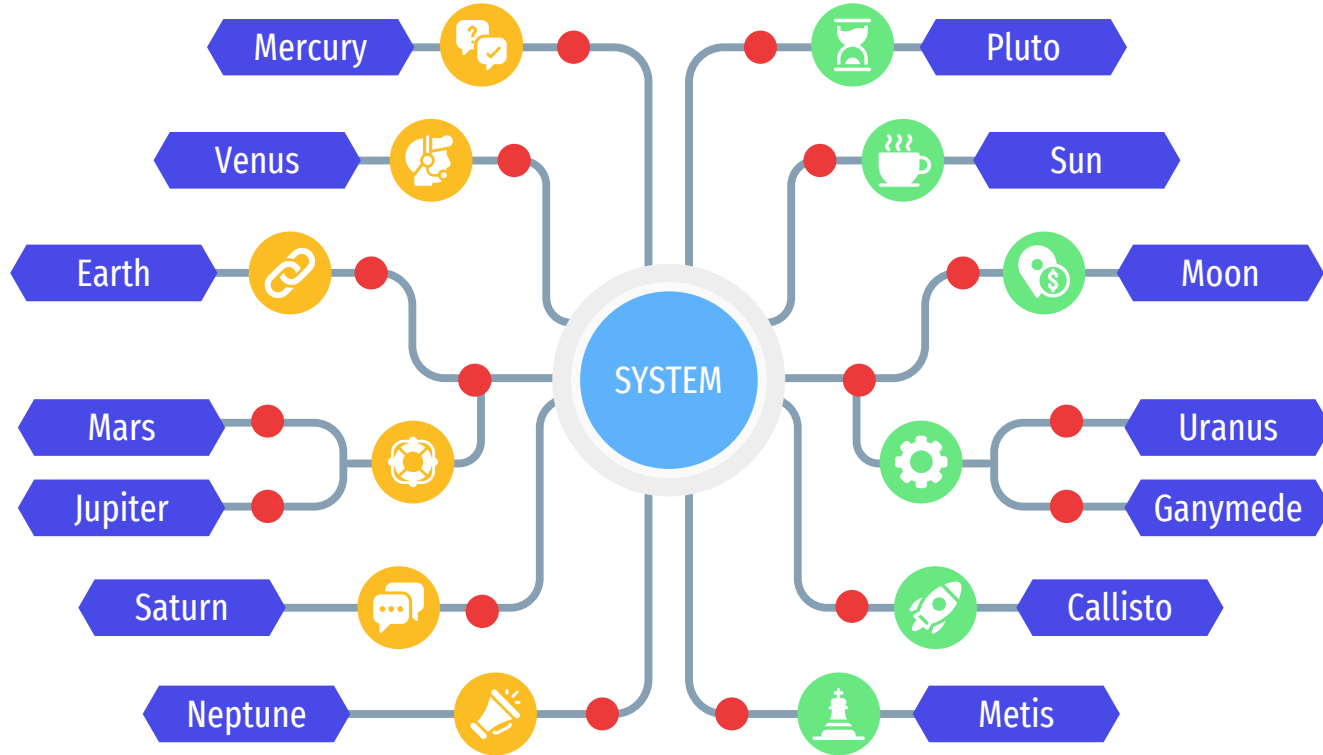 Mercury
Pluto
Venus
Sun
Earth
Moon
SYSTEM
Mars
Uranus
Jupiter
Ganymede
Saturn
Callisto
Neptune
Metis